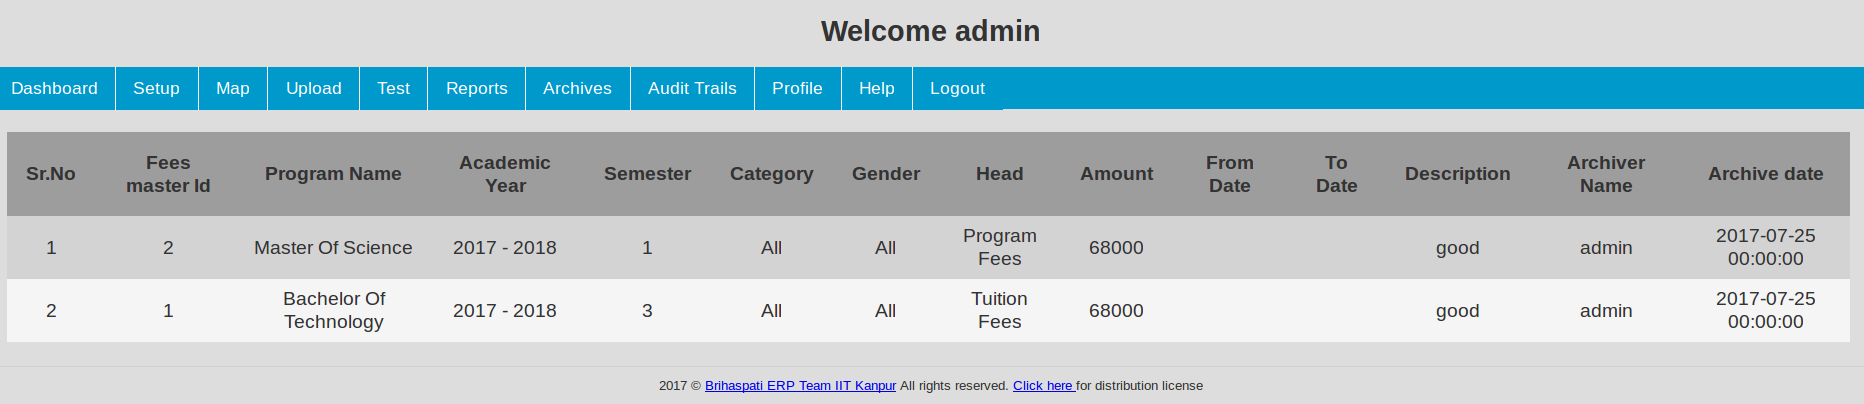 Welcome admin
Dashboard Setup Map Upload Test Reports Archives Audit Trails Profile Help Logout
Sr.No Fees master Id Program Name Academic Year Semester Category Gender Head Amount From Date To Date Description Archiver Name Archive date
1 2 Master Of Science 2017 - 2018 1 All All Program Fees 68000 good admin 2017-07-25 00:00:00
2 1 Bachelor Of Technology 2017 - 2018 3 All All Tuition Fees 68000 good admin 2017-07-25 00:00:00
2017 © Brihaspati ERP Team IIT Kanpur All rights reserved. Click here for distribution license